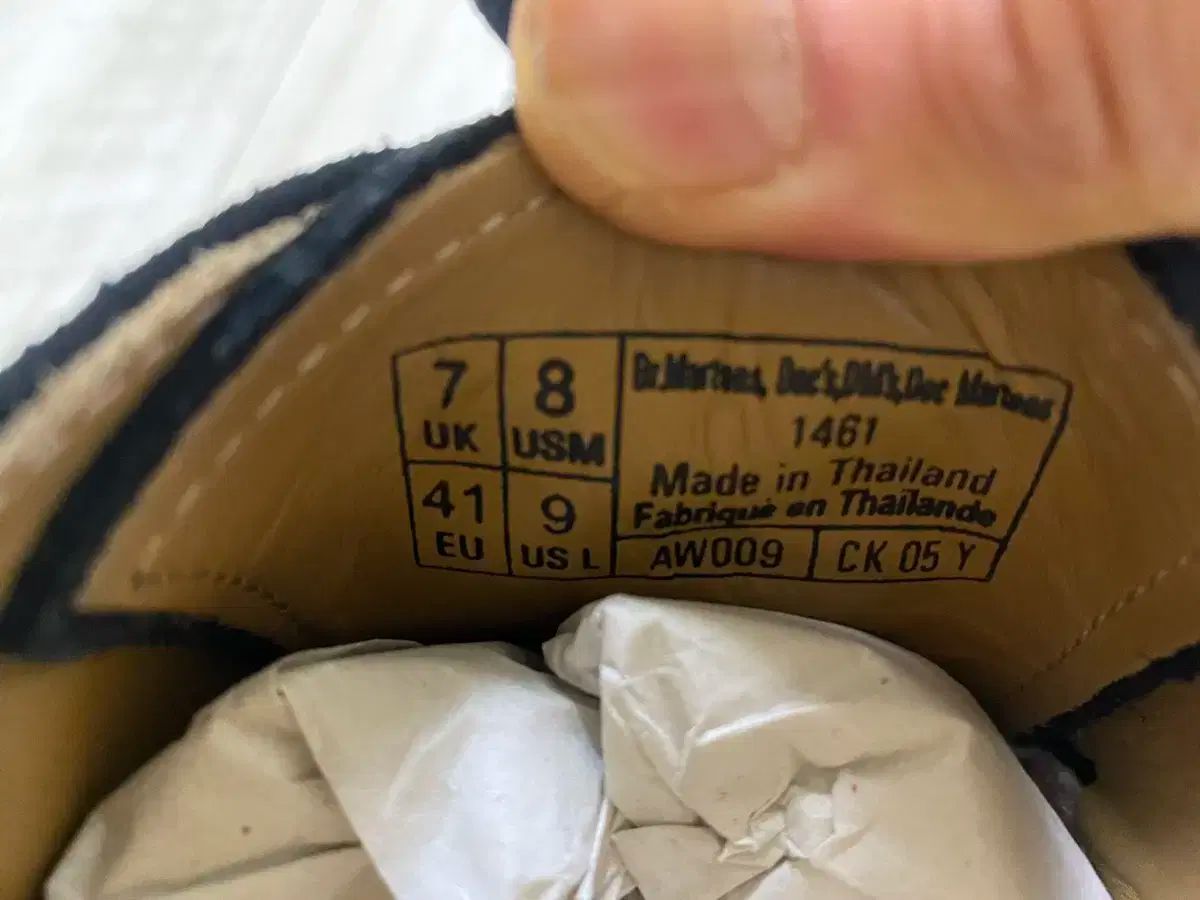 7 UK
8 USM
41 EU
9 US L
Dr.Martens, Doc's,DM's,Doc Martens
1461
Made in Thailand
Fabriqué en Thaïlande
AW009
CK 05 Y